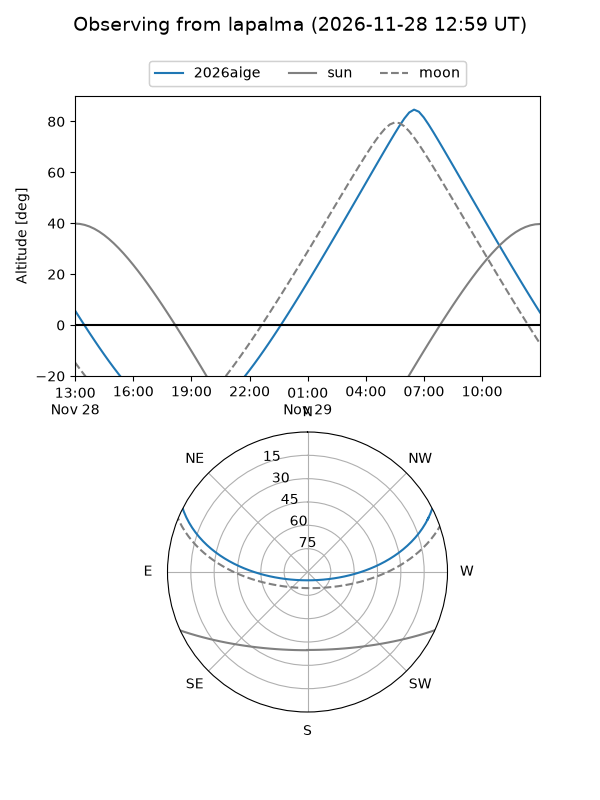 Observing from lapalma (2026-11-28 12:59 UT)
2026aige sun moon
Altitude [deg]
80
60
40
20
0
−20
13:00 16:00 19:00 22:00 01:00 04:00 07:00 10:00
Nov 28 Nov 29
N
NE NW
15
30
45
60
75
E W
SE SW
S